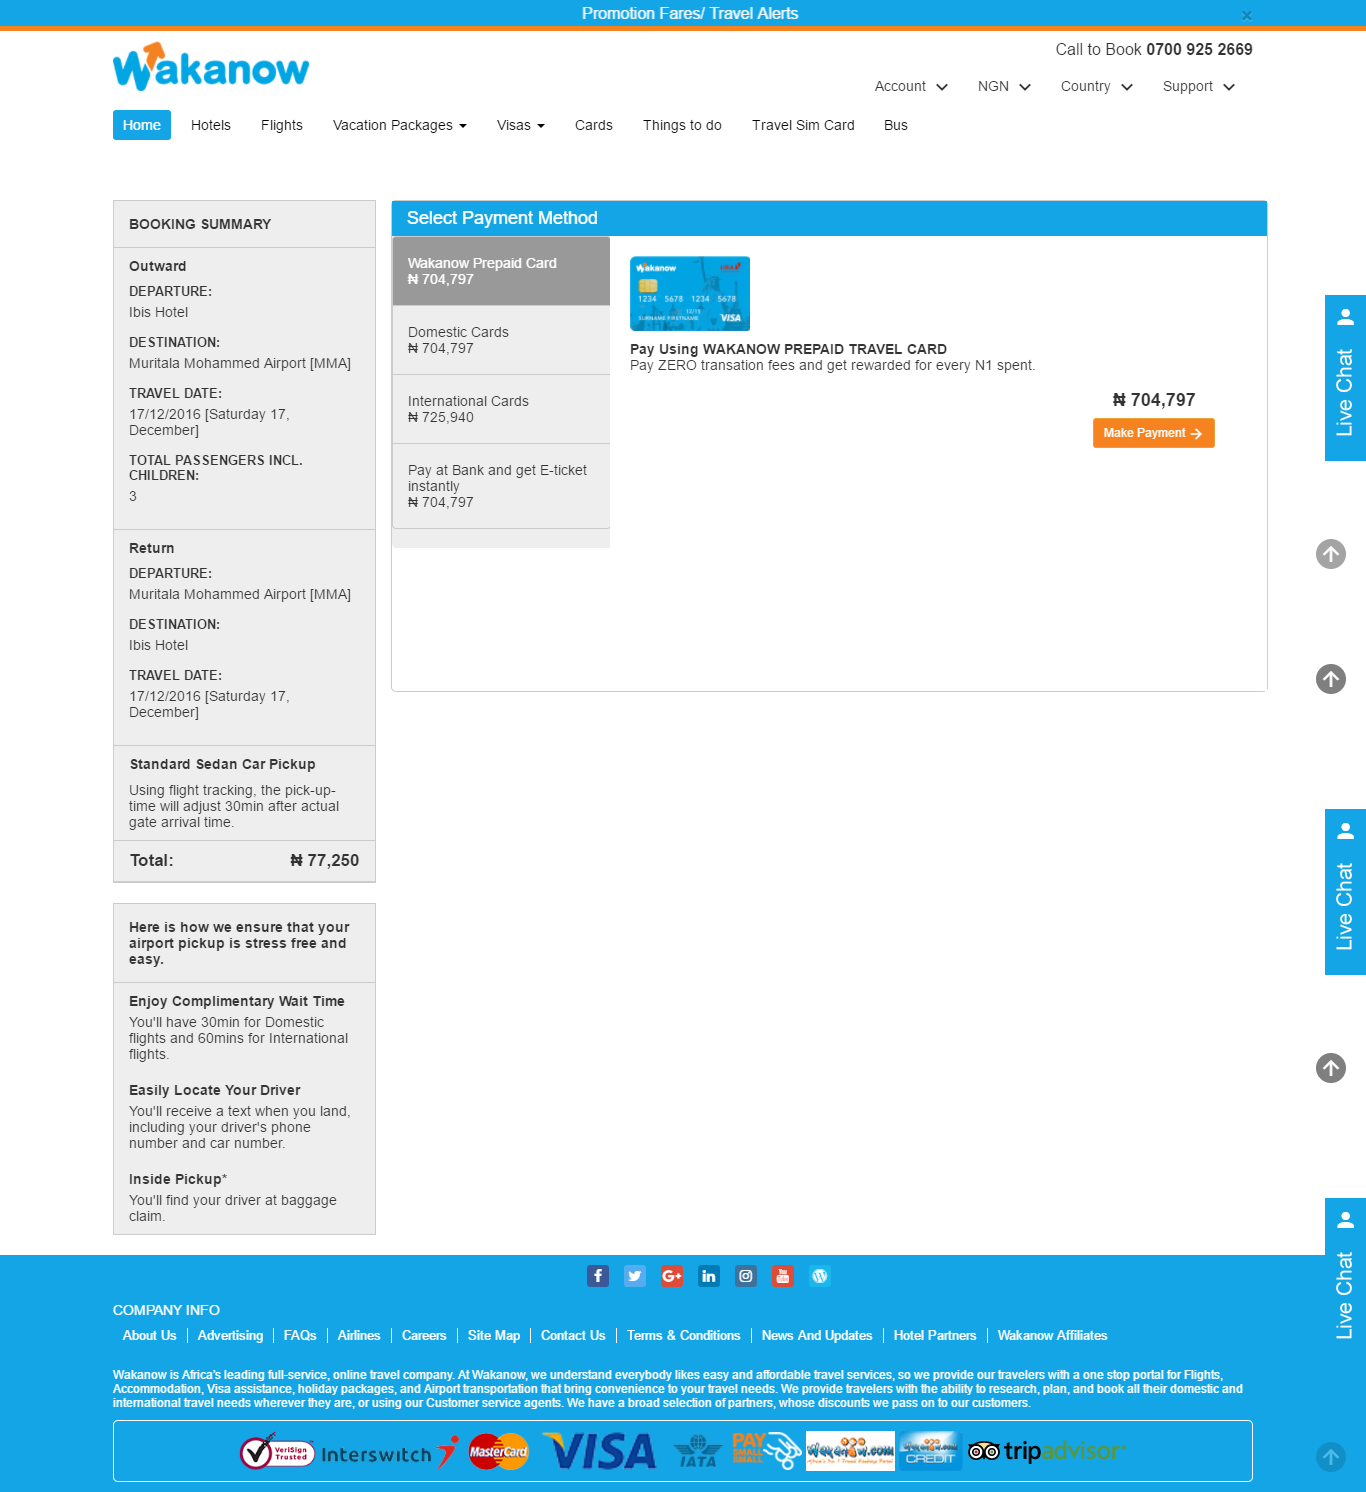 Promotion Fares/ Travel Alerts
×
Wakanow
Call to Book 0700 925 2669
Account NGN Country Support
Home Hotels Flights Vacation Packages Visas Cards Things to do Travel Sim Card Bus
BOOKING SUMMARY
Outward
DEPARTURE:
Ibis Hotel
DESTINATION:
Muritala Mohammed Airport [MMA]
TRAVEL DATE:
17/12/2016 [Saturday 17,
December]
TOTAL PASSENGERS INCL.
CHILDREN:
3
Return
DEPARTURE:
Muritala Mohammed Airport [MMA]
DESTINATION:
Ibis Hotel
TRAVEL DATE:
17/12/2016 [Saturday 17,
December]
Standard Sedan Car Pickup
Using flight tracking, the pick-up-
time will adjust 30min after actual
gate arrival time.
Total: ₦ 77,250
Here is how we ensure that your
airport pickup is stress free and
easy.
Enjoy Complimentary Wait Time
You'll have 30min for Domestic
flights and 60mins for International
flights.
Easily Locate Your Driver
You'll receive a text when you land,
including your driver's phone
number and car number.
Inside Pickup*
You'll find your driver at baggage
claim.
Select Payment Method
Wakanow Prepaid Card
₦ 704,797
Domestic Cards
₦ 704,797
International Cards
₦ 725,940
Pay at Bank and get E-ticket
instantly
₦ 704,797
Wakanow
1234 5678 1234 5678
12/15
SURNAME FIRSTNAME
VISA
Pay Using WAKANOW PREPAID TRAVEL CARD
Pay ZERO transation fees and get rewarded for every N1 spent.
₦ 704,797
Make Payment
Live Chat
Live Chat
Live Chat
COMPANY INFO
About Us Advertising FAQs Airlines Careers Site Map Contact Us Terms & Conditions News And Updates Hotel Partners Wakanow Affiliates
Wakanow is Africa's leading full-service, online travel company. At Wakanow, we understand everybody likes easy and affordable travel services, so we provide our travelers with a one stop portal for Flights,
Accommodation, Visa assistance, holiday packages, and Airport transportation that bring convenience to your travel needs. We provide travelers with the ability to research, plan, and book all their domestic and
international travel needs wherever they are, or using our Customer service agents. We have a broad selection of partners, whose discounts we pass on to our customers.
VeriSign
Trusted
Interswitch
MasterCard
VISA
IATA
PAY
SMALL
SMALL
Wakanow.com
Wakanow.com
CREDIT
tripadvisor